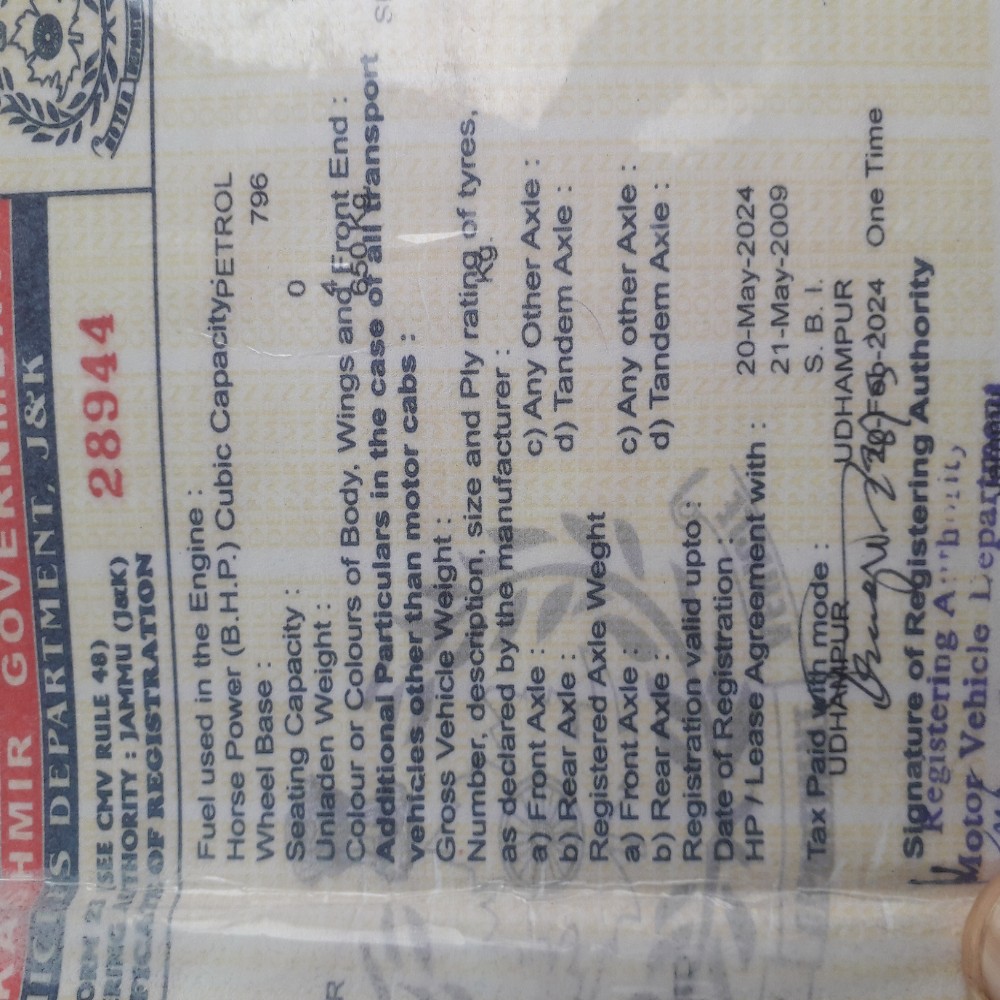 28944
Fuel used in the Engine :
Horse Power (B.H.P.) Cubic Capacity: PETROL
Wheel Base : 796
Seating Capacity : 0
Unladen Weight : 4
Colour or Colours of Body, Wings and Front End : 650 Kg
Additional Particulars in the case of all transport
vehicles other than motor cabs :
Gross Vehicle Weight :
Number, description, size and Ply rating of tyres, Kg.
as declared by the manufacturer :
a) Front Axle : c) Any Other Axle :
b) Rear Axle : d) Tandem Axle :
Registered Axle Weght
a) Front Axle : c) Any other Axle :
b) Rear Axle : d) Tandem Axle :
Registration valid upto : 20-May-2024
Date of Registration : 21-May-2009
HP / Lease Agreement with : S. B. I.
Tax Paid with mode : UDHAMPUR
UDHAMPUR -2024 One Time
Signature of Registering Authority
Registering
Motor Vehicle
DEPARTMENT, J&K
(SEE CMV RULE 48)
AUTHORITY : JAMMU (J&K)
OF REGISTRATION